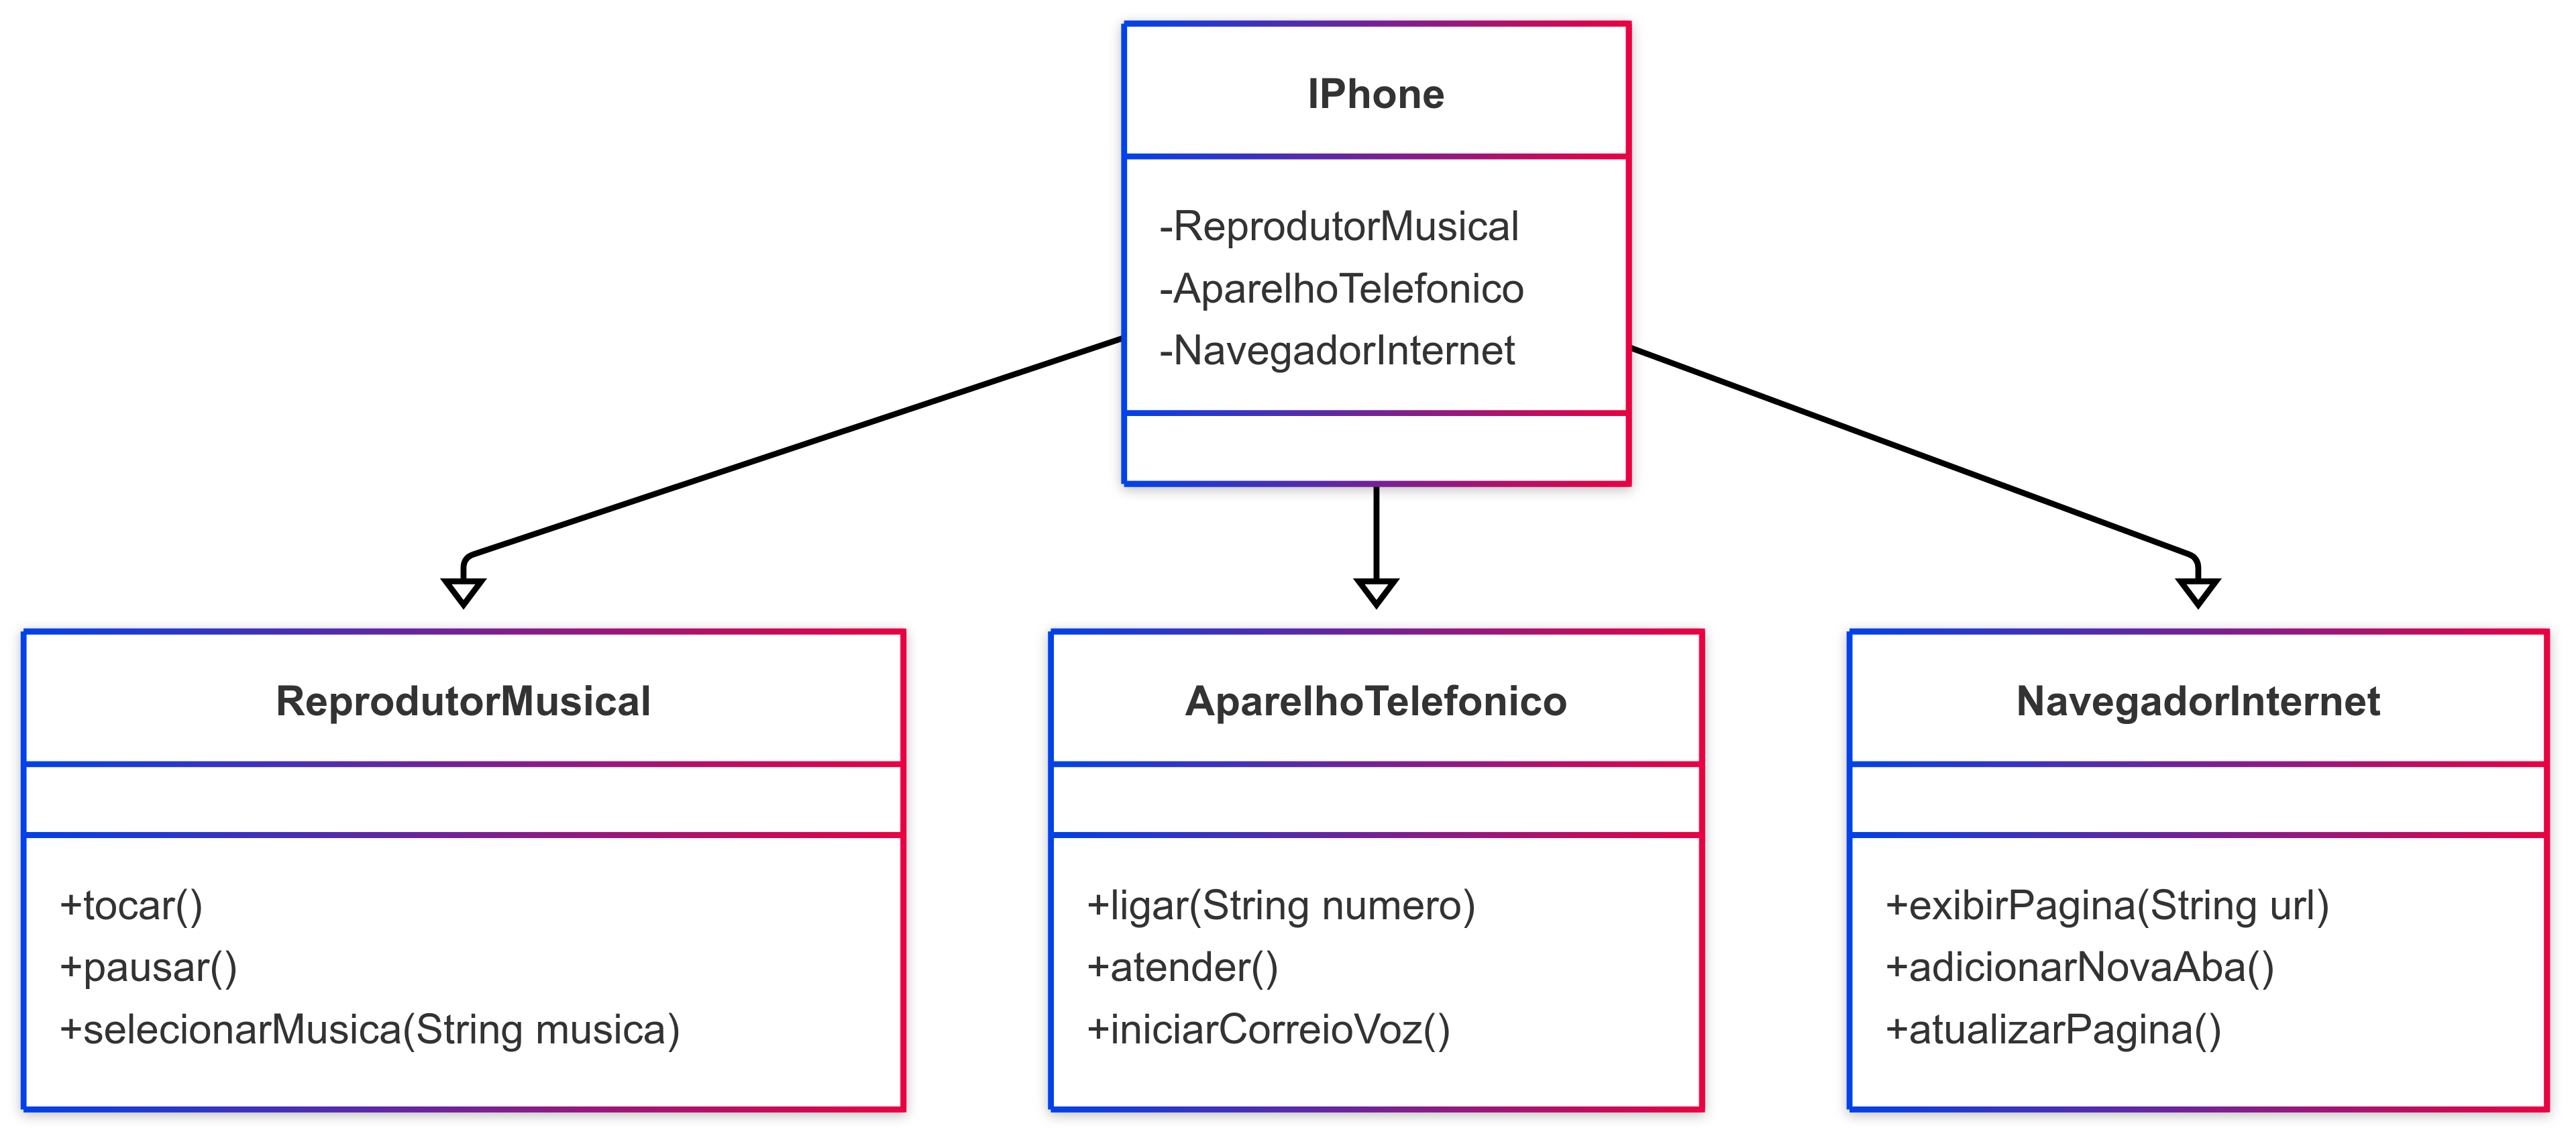 IPhone
-ReprodutorMusical
-AparelhoTelefonico
-NavegadorInternet
ReprodutorMusical
+tocar()
+pausar()
+selecionarMusica(String musica)
AparelhoTelefonico
+ligar(String numero)
+atender()
+iniciarCorreioVoz()
NavegadorInternet
+exibirPagina(String url)
+adicionarNovaAba()
+atualizarPagina()